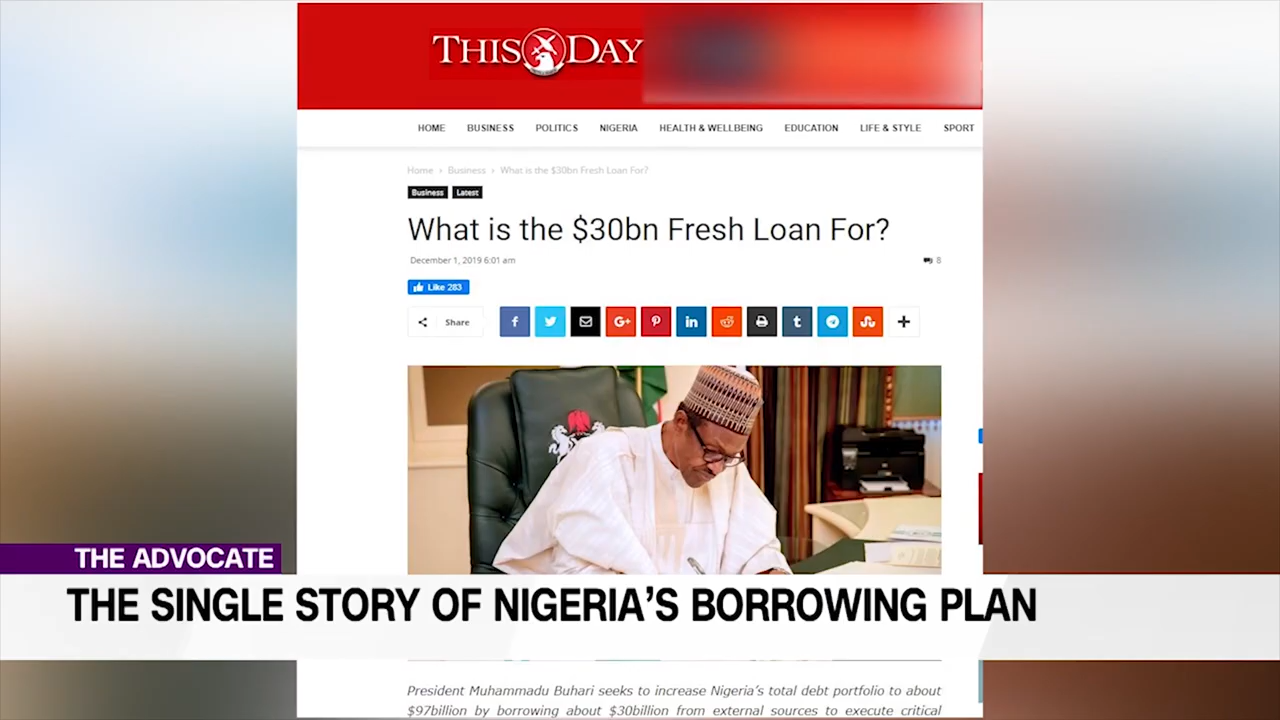 THISDAY
HOME BUSINESS POLITICS NIGERIA HEALTH & WELLBEING EDUCATION LIFE & STYLE SPORT
Home › Business › What is the $30bn Fresh Loan For?
Business Latest
What is the $30bn Fresh Loan For?
December 1, 2019 6:01 am 8
Like 283
Share
THE ADVOCATE
THE SINGLE STORY OF NIGERIA'S BORROWING PLAN
President Muhammadu Buhari seeks to increase Nigeria's total debt portfolio to about
$97billion by borrowing about $30billion from external sources to execute critical